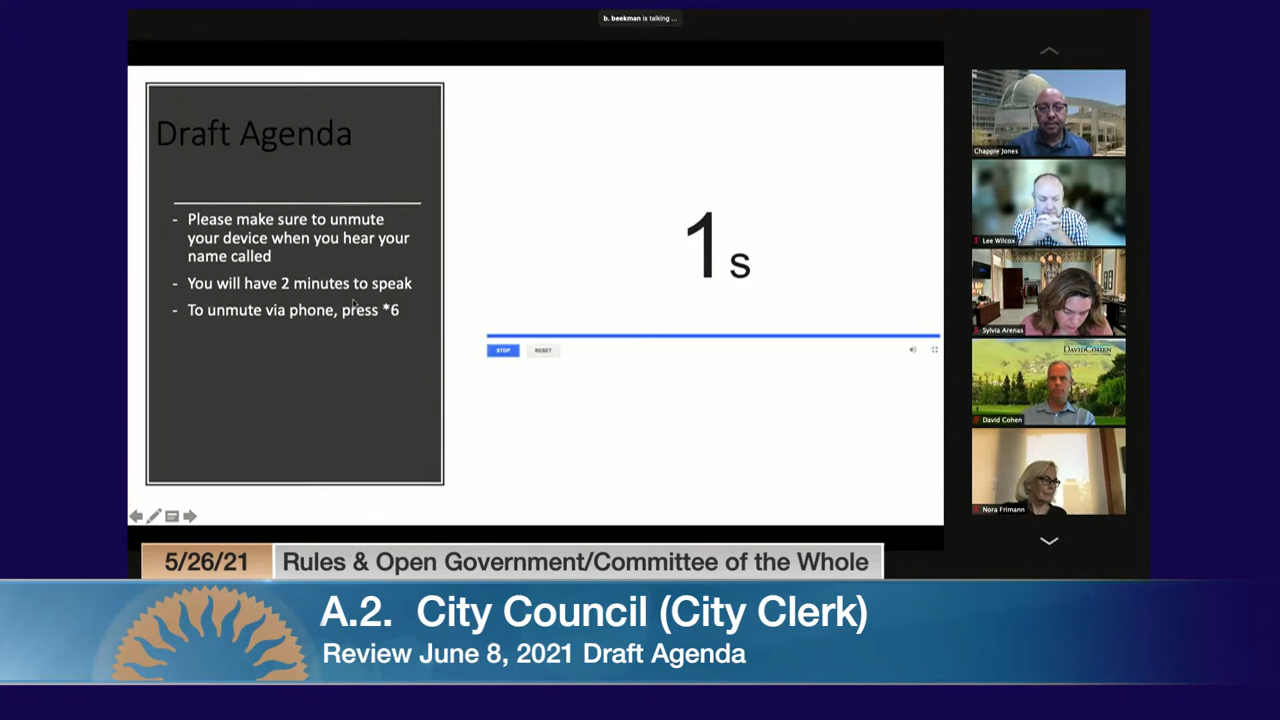 b. beekman is talking ...
Draft Agenda
- Please make sure to unmute
your device when you hear your
name called
- You will have 2 minutes to speak
- To unmute via phone, press *6
1 s
STOP
RESET
Chappie Jones
Lee Wilcox
Sylvia Arenas
DAVID COHEN
David Cohen
Nora Frimann
5/26/21
Rules & Open Government/Committee of the Whole
A.2. City Council (City Clerk)
Review June 8, 2021 Draft Agenda